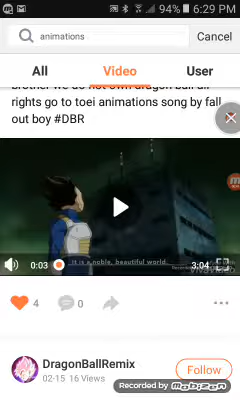 94% 6:29 PM
animations Cancel
All Video User
brother we do not own dragon ball all
rights go to toei animations song by fall
out boy #DBR
It is a noble, beautiful world.
0:03 3:04
4 0
DragonBallRemix
02-15 16 Views
Follow
Recorded by Mobizen